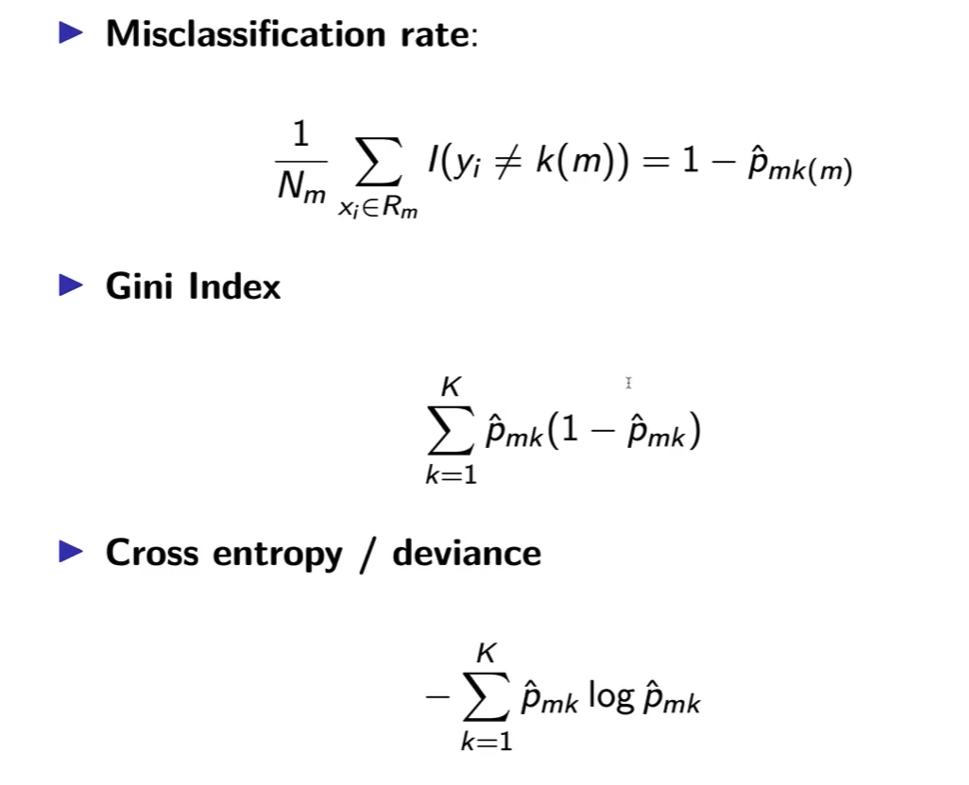 ▶ Misclassification rate:
$$\frac{1}{N_m} \sum_{x_i \in R_m} I(y_i \neq k(m)) = 1 - \hat{p}_{mk(m)}$$
▶ Gini Index
$$\sum_{k=1}^{K} \hat{p}_{mk}(1 - \hat{p}_{mk})$$
▶ Cross entropy / deviance
$$-\sum_{k=1}^{K} \hat{p}_{mk} \log \hat{p}_{mk}$$